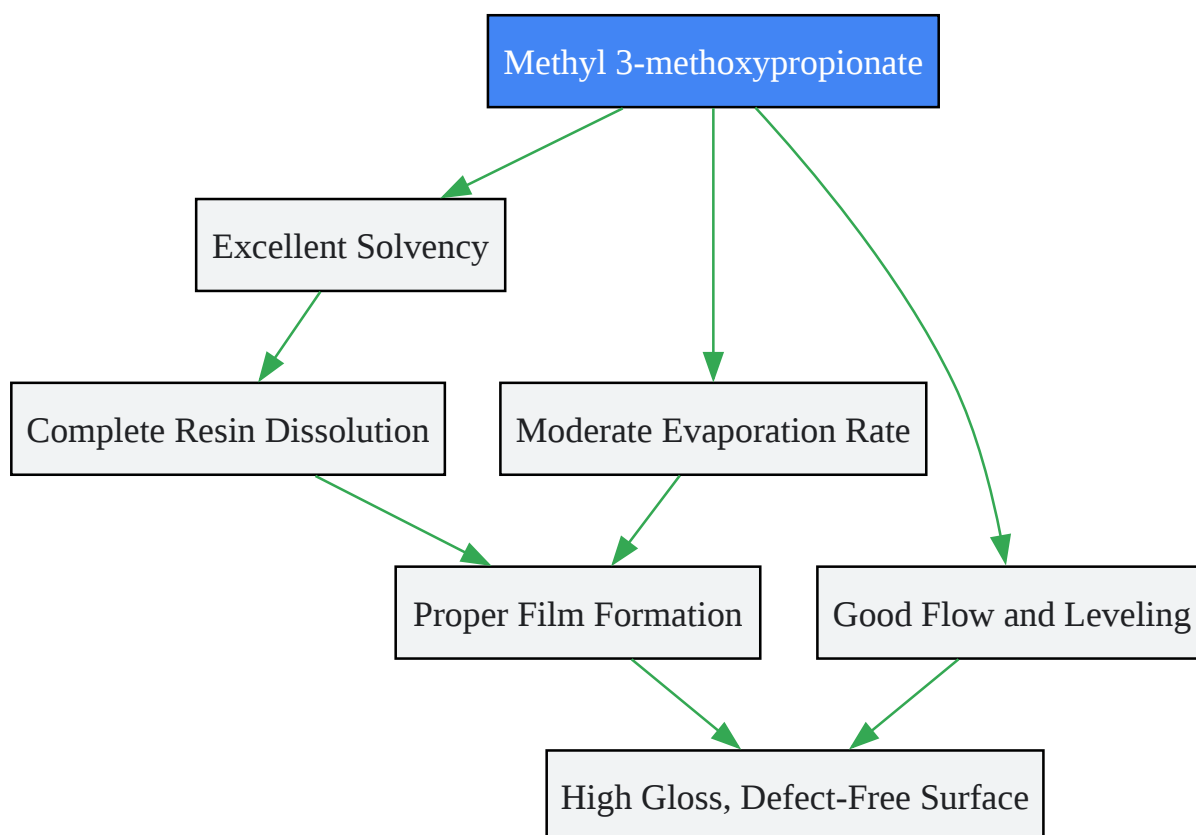 Methyl 3-methoxypropionate
Excellent Solvency
Complete Resin Dissolution
Moderate Evaporation Rate
Proper Film Formation
Good Flow and Leveling
High Gloss, Defect-Free Surface